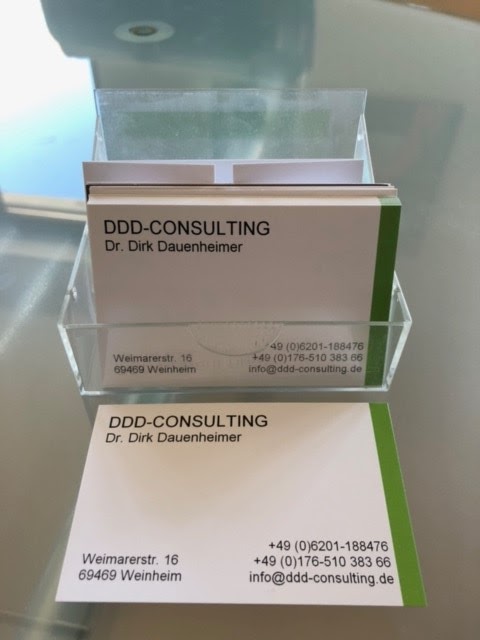 DDD-CONSULTING
Dr. Dirk Dauenheimer
Weimarerstr. 16
69469 Weinheim
+49 (0)6201-188476
+49 (0)176-510 383 66
info@ddd-consulting.de
DDD-CONSULTING
Dr. Dirk Dauenheimer
Weimarerstr. 16
69469 Weinheim
+49 (0)6201-188476
+49 (0)176-510 383 66
info@ddd-consulting.de